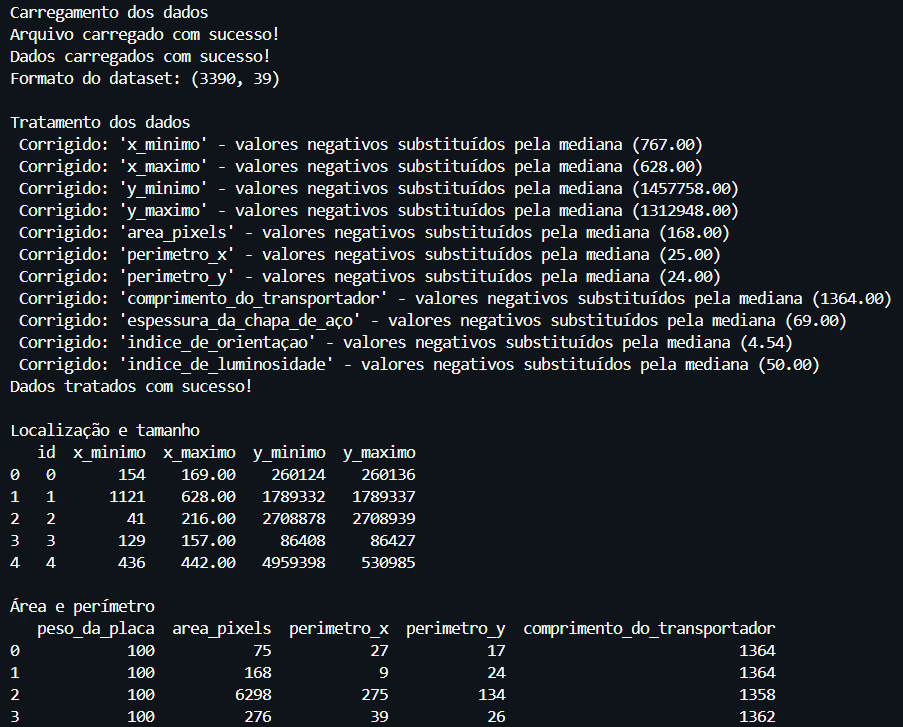 Carregamento dos dados
Arquivo carregado com sucesso!
Dados carregados com sucesso!
Formato do dataset: (3390, 39)
Tratamento dos dados
Corrigido: 'x_minimo' - valores negativos substituídos pela mediana (767.00)
Corrigido: 'x_maximo' - valores negativos substituídos pela mediana (628.00)
Corrigido: 'y_minimo' - valores negativos substituídos pela mediana (1457758.00)
Corrigido: 'y_maximo' - valores negativos substituídos pela mediana (1312948.00)
Corrigido: 'area_pixels' - valores negativos substituídos pela mediana (168.00)
Corrigido: 'perimetro_x' - valores negativos substituídos pela mediana (25.00)
Corrigido: 'perimetro_y' - valores negativos substituídos pela mediana (24.00)
Corrigido: 'comprimento_do_transportador' - valores negativos substituídos pela mediana (1364.00)
Corrigido: 'espessura_da_chapa_de_aço' - valores negativos substituídos pela mediana (69.00)
Corrigido: 'indice_de_orientaçao' - valores negativos substituídos pela mediana (4.54)
Corrigido: 'indice_de_luminosidade' - valores negativos substituídos pela mediana (50.00)
Dados tratados com sucesso!
Localização e tamanho
id x_minimo x_maximo y_minimo y_maximo
0 0 154 169.00 260124 260136
1 1 1121 628.00 1789332 1789337
2 2 41 216.00 2708878 2708939
3 3 129 157.00 86408 86427
4 4 436 442.00 4959398 530985
Área e perímetro
peso_da_placa area_pixels perimetro_x perimetro_y comprimento_do_transportador
0 100 75 27 17 1364
1 100 168 9 24 1364
2 100 6298 275 134 1358
3 100 276 39 26 1362